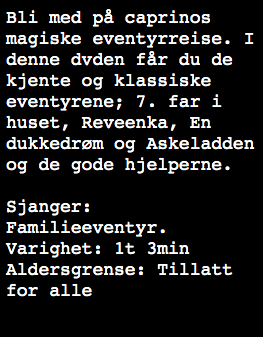 Bli med på caprinos
magiske eventyrreise. I
denne dvden får du de
kjente og klassiske
eventyrene; 7. far i
huset, Reveenka, En
dukkedrøm og Askeladden
og de gode hjelperne.

Sjanger:
Familieeventyr.
Varighet: 1t 3min
Aldersgrense: Tillatt
for alle